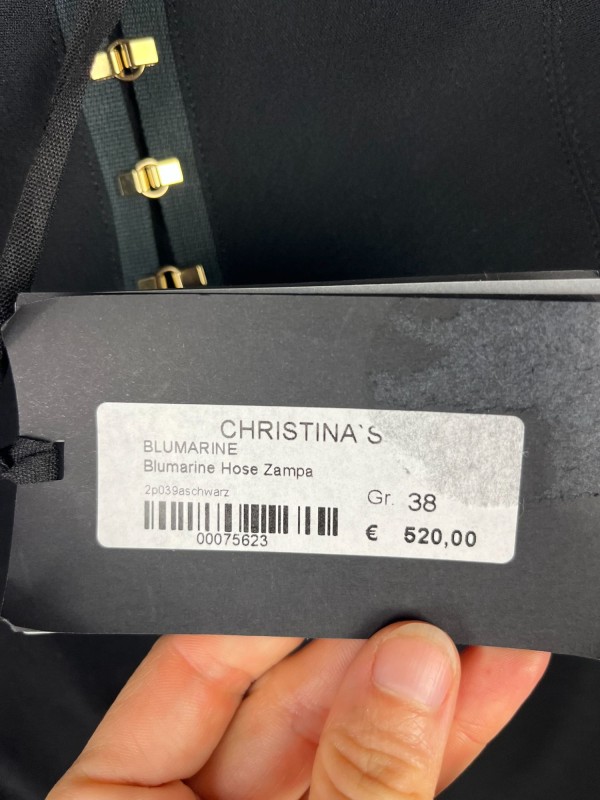 CHRISTINA`S
BLUMARINE
Blumarine Hose Zampa
2p039aschwarz
Gr. 38
00075623
€ 520,00